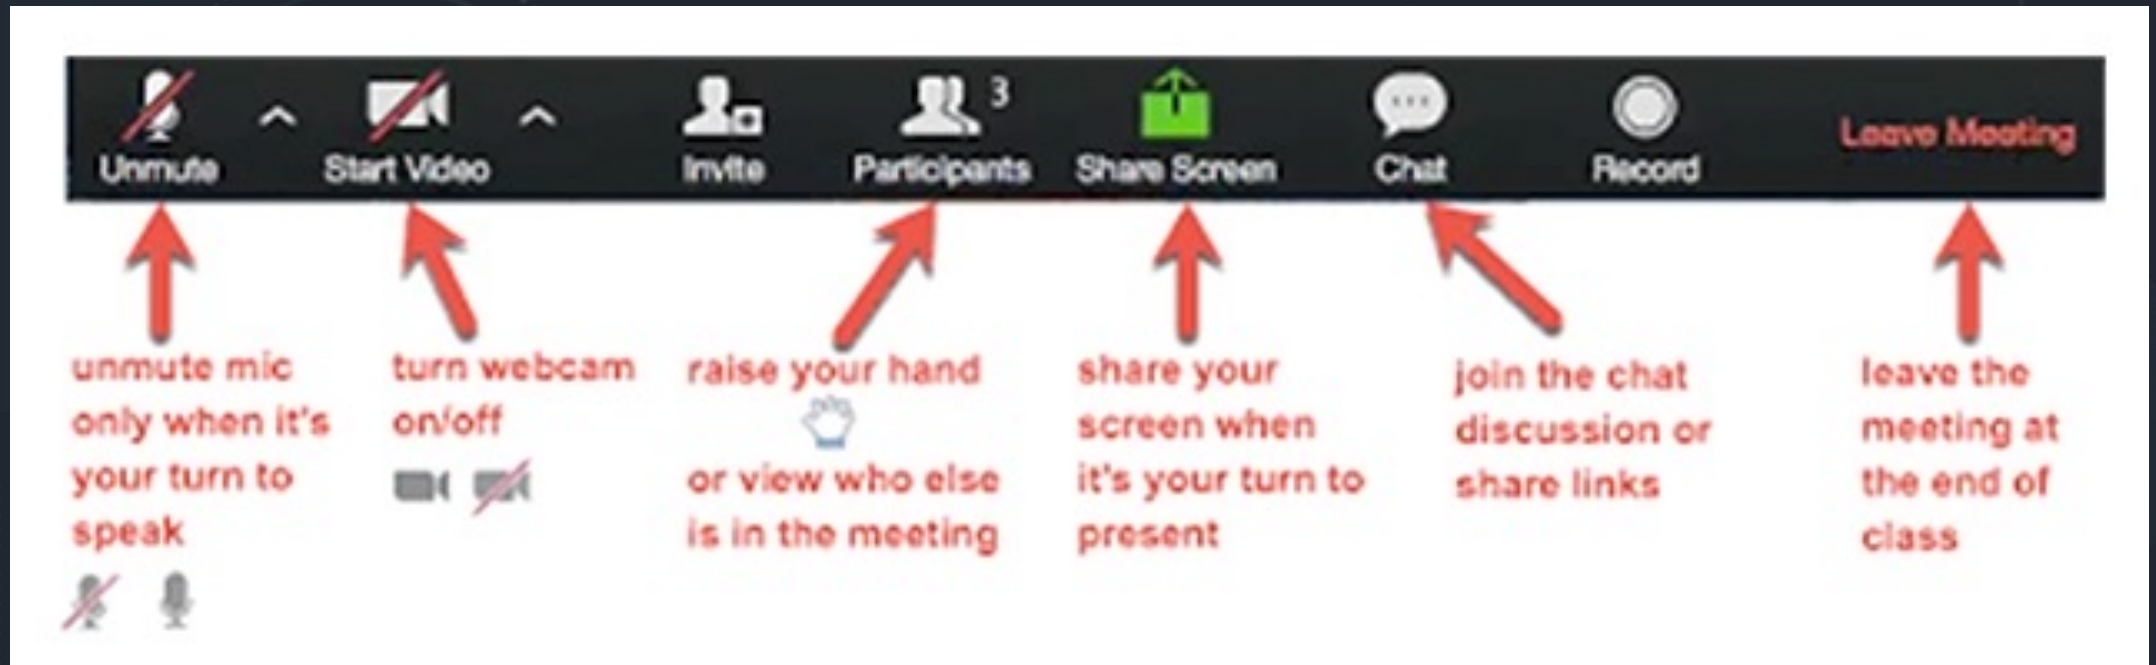 3
Unmute
Start Video
Invite
Participants
Share Screen
Chat
Record
Leave Meeting
unmute mic
only when it's
your turn to
speak
turn webcam
on/off
raise your hand
or view who else
is in the meeting
share your
screen when
it's your turn to
present
join the chat
discussion or
share links
leave the
meeting at
the end of
class